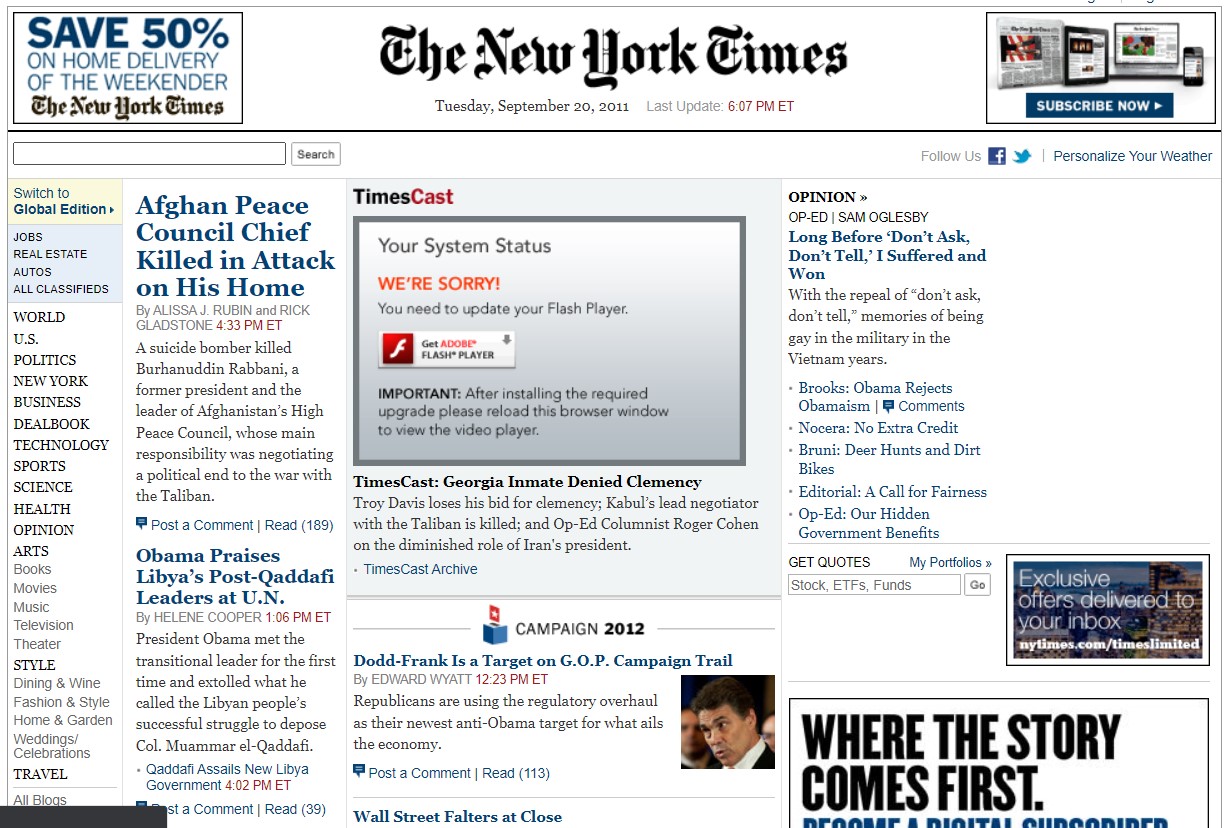 SAVE 50%
ON HOME DELIVERY
OF THE WEEKENDER
The New York Times
The New York Times
Tuesday, September 20, 2011 Last Update: 6:07 PM ET
SUBSCRIBE NOW
Search
Follow Us
Personalize Your Weather
Switch to
Global Edition
JOBS
REAL ESTATE
AUTOS
ALL CLASSIFIEDS
WORLD
U.S.
POLITICS
NEW YORK
BUSINESS
DEALBOOK
TECHNOLOGY
SPORTS
SCIENCE
HEALTH
OPINION
ARTS
Books
Movies
Music
Television
Theater
STYLE
Dining & Wine
Fashion & Style
Home & Garden
Weddings/
Celebrations
TRAVEL
All Blogs
Afghan Peace
Council Chief
Killed in Attack
on His Home
By ALISSA J. RUBIN and RICK
GLADSTONE 4:33 PM ET
A suicide bomber killed
Burhanuddin Rabbani, a
former president and the
leader of Afghanistan’s High
Peace Council, whose main
responsibility was negotiating
a political end to the war with
the Taliban.
Post a Comment | Read (189)
Obama Praises
Libya’s Post-Qaddafi
Leaders at U.N.
By HELENE COOPER 1:06 PM ET
President Obama met the
transitional leader for the first
time and extolled what he
called the Libyan people’s
successful struggle to depose
Col. Muammar el-Qaddafi.
• Qaddafi Assails New Libya
Government 4:02 PM ET
Post a Comment | Read (39)
TimesCast
Your System Status
WE'RE SORRY!
You need to update your Flash Player.
Get ADOBE®
FLASH® PLAYER
IMPORTANT: After installing the required
upgrade please reload this browser window
to view the video player.
TimesCast: Georgia Inmate Denied Clemency
Troy Davis loses his bid for clemency; Kabul’s lead negotiator
with the Taliban is killed; and Op-Ed Columnist Roger Cohen
on the diminished role of Iran's president.
• TimesCast Archive
CAMPAIGN 2012
Dodd-Frank Is a Target on G.O.P. Campaign Trail
By EDWARD WYATT 12:23 PM ET
Republicans are using the regulatory overhaul
as their newest anti-Obama target for what ails
the economy.
Post a Comment | Read (113)
Wall Street Falters at Close
OPINION »
OP-ED | SAM OGLESBY
Long Before ‘Don’t Ask,
Don’t Tell,’ I Suffered and
Won
With the repeal of “don’t ask,
don’t tell,” memories of being
gay in the military in the
Vietnam years.
• Brooks: Obama Rejects
Obamaism | Comments
• Nocera: No Extra Credit
• Bruni: Deer Hunts and Dirt
Bikes
• Editorial: A Call for Fairness
• Op-Ed: Our Hidden
Government Benefits
GET QUOTES My Portfolios »
Stock, ETFs, Funds Go
Exclusive
offers delivered to
your inbox
nytimes.com/timeslimited
WHERE THE STORY
COMES FIRST.
BECOME A DIGITAL SUBSCRIBER